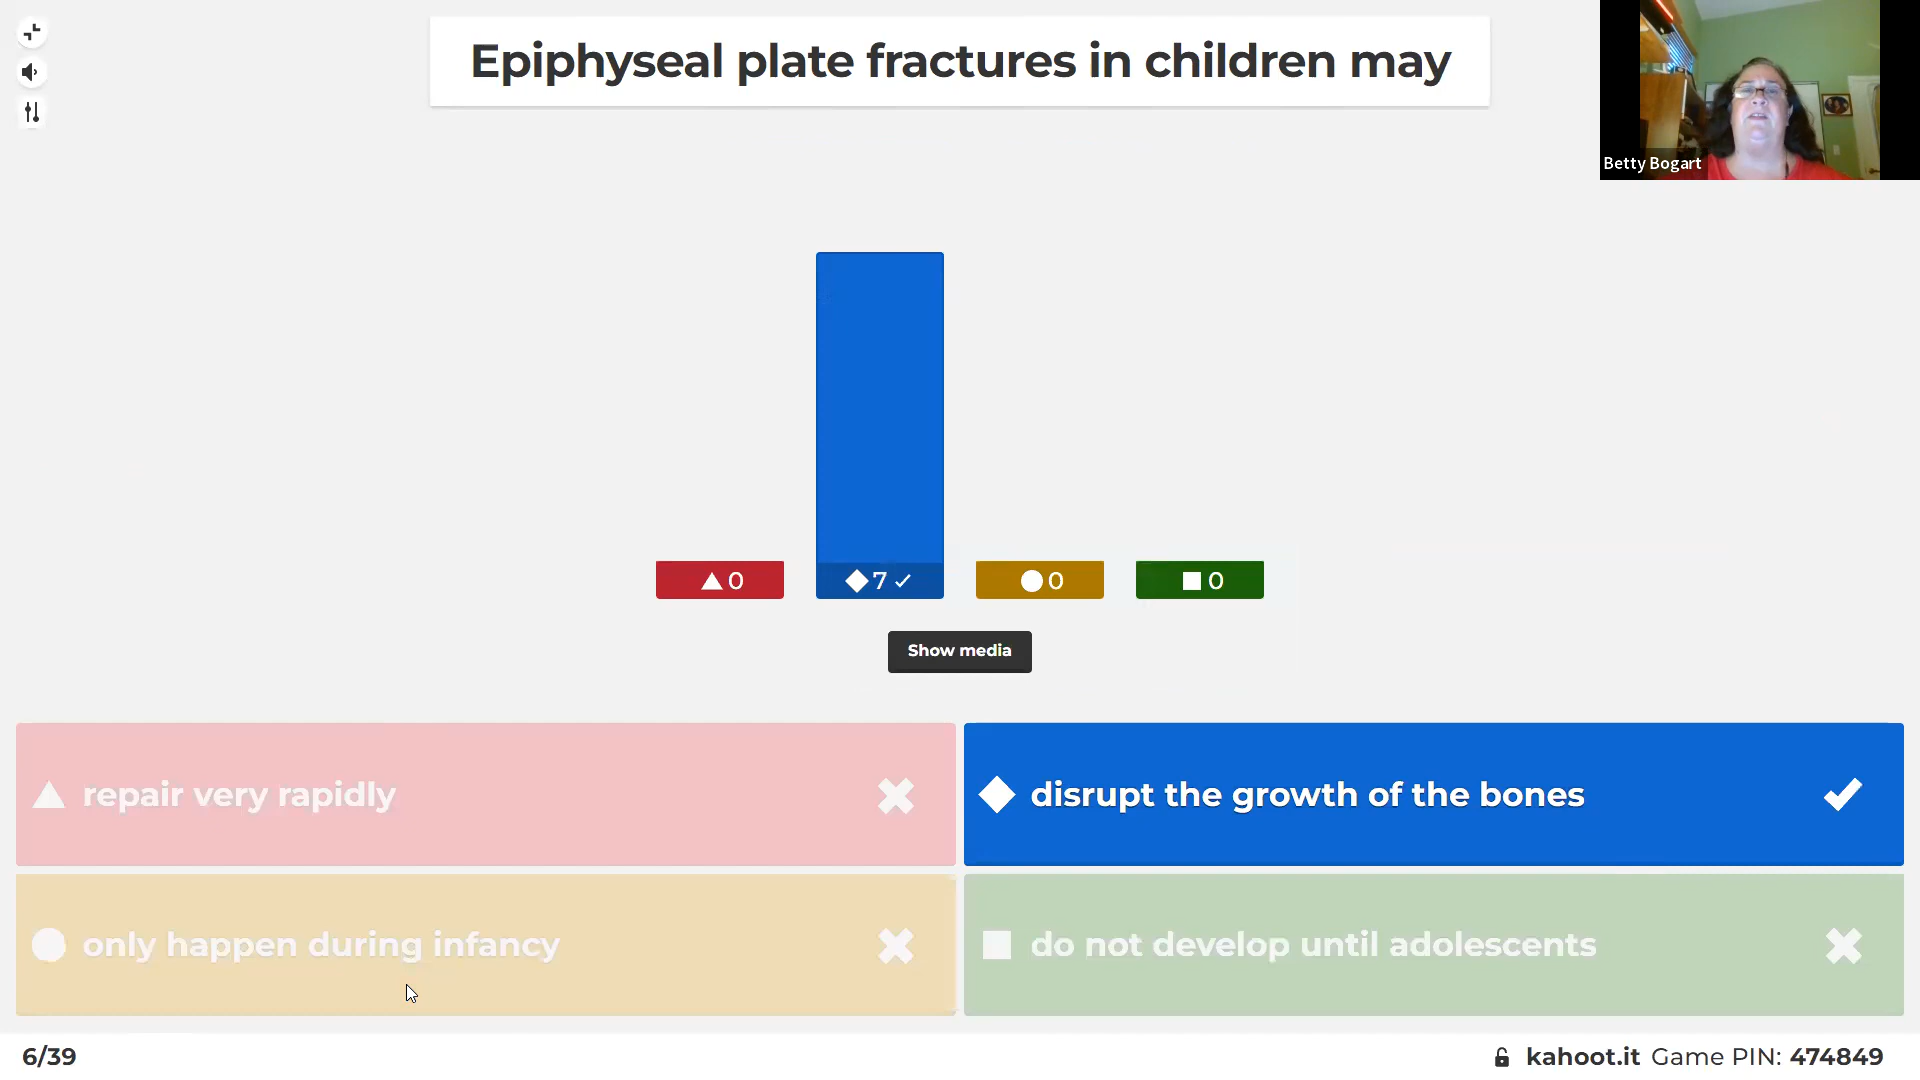 Epiphyseal plate fractures in children may
Betty Bogart
0
7
0
0
Show media
repair very rapidly
disrupt the growth of the bones
only happen during infancy
do not develop until adolescents
6/39
kahoot.it Game PIN: 474849